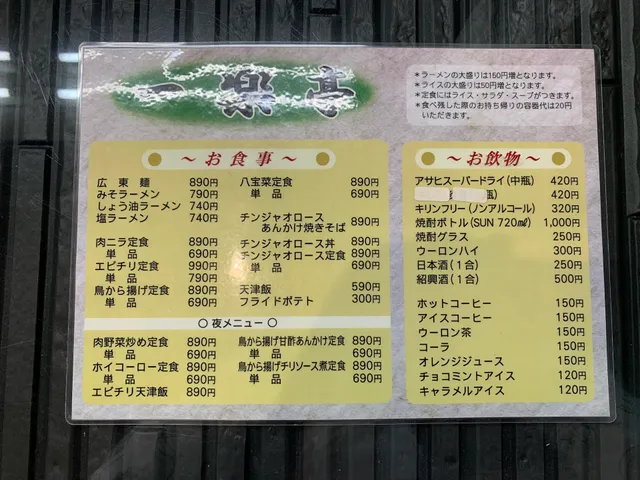 一楽亭
*ラーメンの大盛りは150円増となります。
*ライスの大盛りは50円増となります。
*定食にはライス・サラダ・スープがつきます。
*食べ残した際のお持ち帰りの容器代は20円
いただきます。
～お食事～
広東麺 890円
みそラーメン 790円
しょう油ラーメン 740円
塩ラーメン 740円
肉ニラ定食 890円
単品 690円
エビチリ定食 990円
単品 790円
鳥から揚げ定食 890円
単品 690円
八宝菜定食 890円
単品 690円
チンジャオロース
あんかけ焼きそば 890円
チンジャオロース丼 890円
チンジャオロース定食 890円
単品 690円
天津飯 590円
フライドポテト 300円
○夜メニュー○
肉野菜炒め定食 890円
単品 690円
ホイコーロー定食 890円
単品 690円
エビチリ天津飯 890円
鳥から揚げ甘酢あんかけ定食 890円
単品 690円
鳥から揚げチリソース煮定食 890円
単品 690円
～お飲物～
アサヒスーパードライ(中瓶) 420円
瓶) 420円
キリンフリー(ノンアルコール) 320円
焼酎ボトル(SUN 720㎖) 1,000円
焼酎グラス 250円
ウーロンハイ 300円
日本酒(1合) 250円
紹興酒(1合) 500円
ホットコーヒー 150円
アイスコーヒー 150円
ウーロン茶 150円
コーラ 150円
オレンジジュース 150円
チョコミントアイス 120円
キャラメルアイス 120円